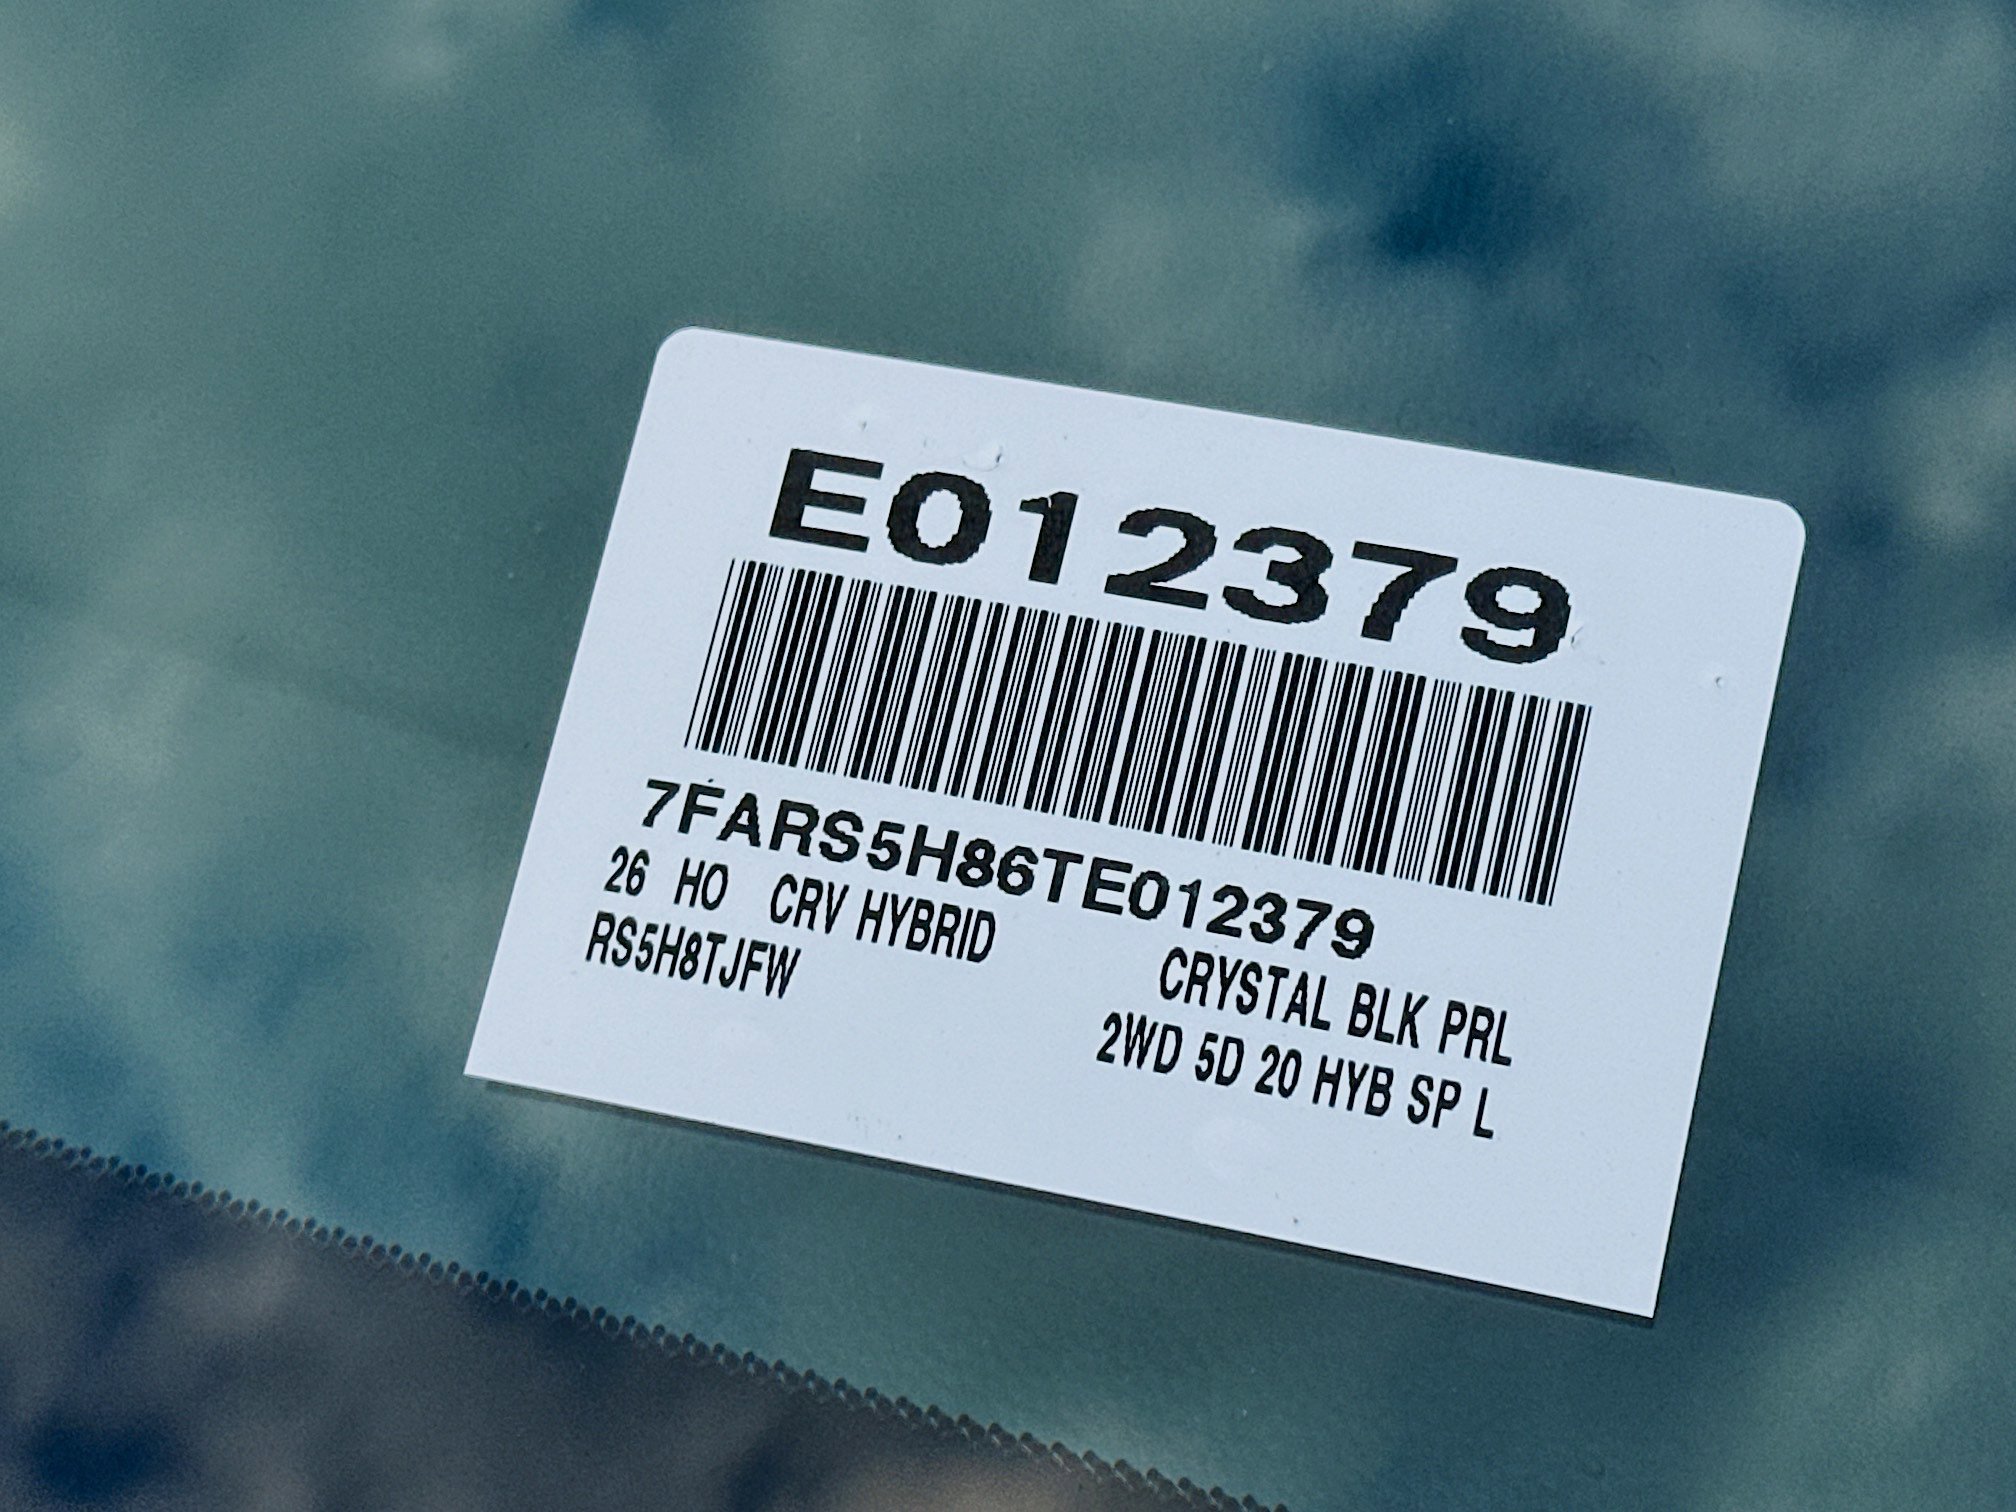 E012379
7FARS5H86TE012379
26 HO CRV HYBRID
CRYSTAL BLK PRL
RS5H8TJFW
2WD 5D 20 HYB SP L